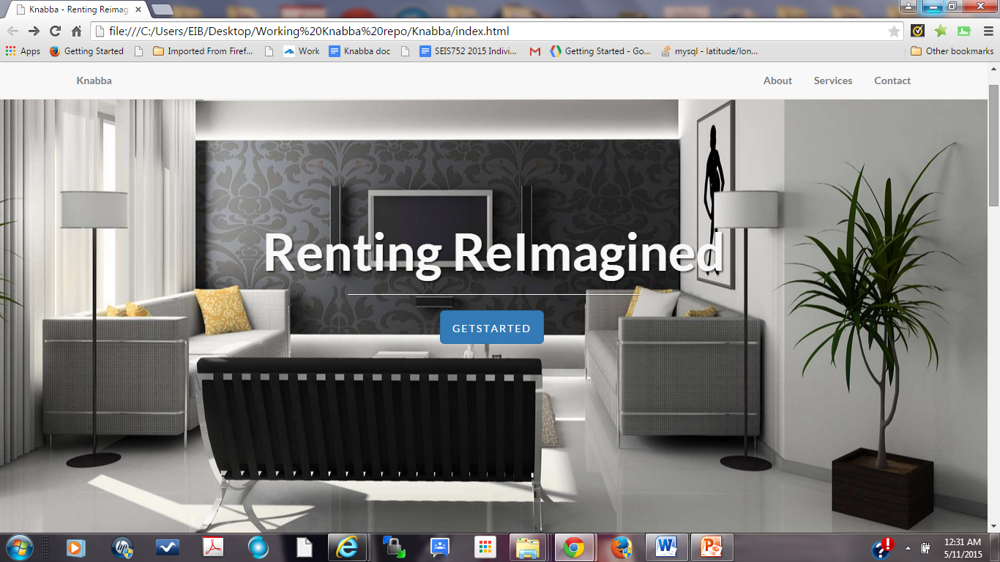 Knabba - Renting Reimag
file:///C:/Users/EIB/Desktop/Working%20Knabba%20repo/Knabba/index.html
Apps Getting Started Imported From Firef... Work Knabba doc SEIS752 2015 Indivi... Getting Started - Go... mysql - latitude/lon... Other bookmarks
Knabba About Services Contact
Renting ReImagined
GETSTARTED
12:31 AM
5/11/2015